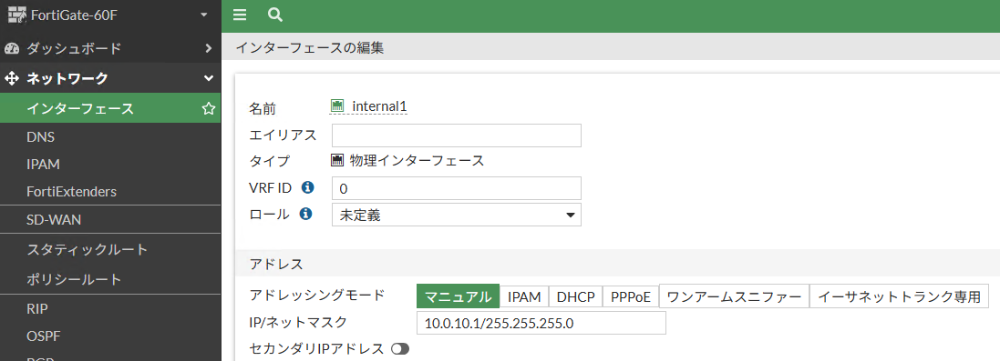 FortiGate-60F
ダッシュボード
ネットワーク
インターフェース
DNS
IPAM
FortiExtenders
SD-WAN
スタティックルート
ポリシールート
RIP
OSPF
インターフェースの編集
名前 internal1
エイリアス
タイプ 物理インターフェース
VRF ID 0
ロール 未定義
アドレス
アドレッシングモード マニュアル IPAM DHCP PPPoE ワンアームスニファー イーサネットトランク専用
IP/ネットマスク 10.0.10.1/255.255.255.0
セカンダリIPアドレス